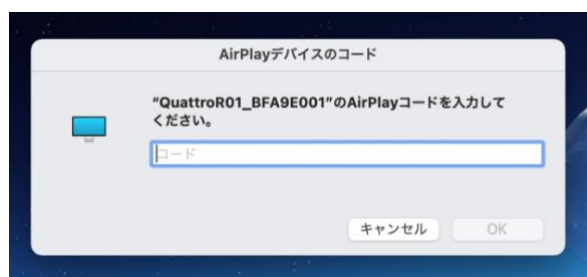 AirPlayデバイスのコード
“QuattroR01_BFA9E001”のAirPlayコードを入力して
ください。
コード
キャンセル
OK